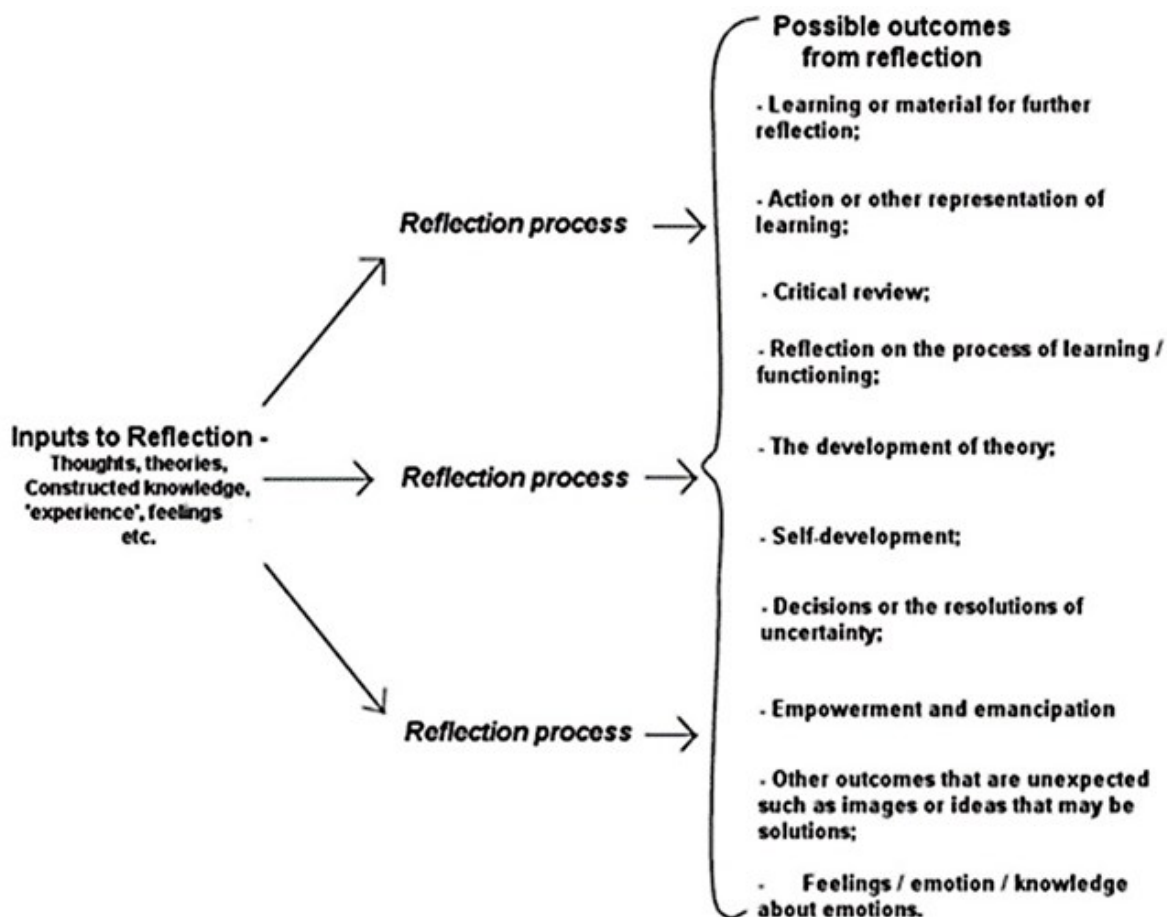 Possible outcomes
from reflection
- Learning or material for further
reflection;
- Action or other representation of
learning;
- Critical review;
- Reflection on the process of learning /
functioning;
- The development of theory;
- Self-development;
- Decisions or the resolutions of
uncertainty;
- Empowerment and emancipation
- Other outcomes that are unexpected
such as images or ideas that may be
solutions;
- Feelings / emotion / knowledge
about emotions.
Reflection process
Reflection process
Reflection process
Inputs to Reflection -
Thoughts, theories,
Constructed knowledge,
'experience', feelings
etc.